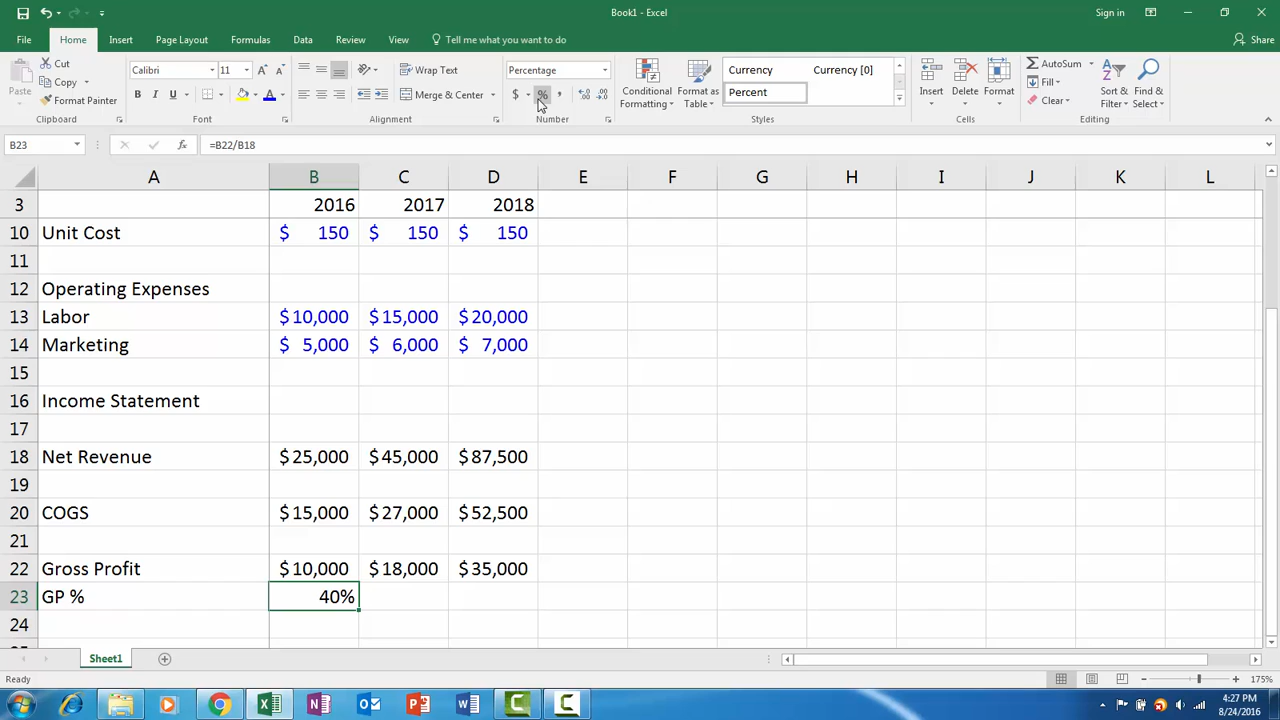 Book1 - Excel
Sign in
File Home Insert Page Layout Formulas Data Review View Tell me what you want to do Share
Cut
Copy
Format Painter
Paste
Clipboard
Calibri 11
B I U
Font
Wrap Text
Merge & Center
Alignment
Percentage
$ % ,
Number
Conditional Formatting
Format as Table
Currency Currency [0]
Percent
Styles
Insert Delete Format
Cells
AutoSum
Fill
Clear
Sort & Filter
Find & Select
Editing
B23 fx =B22/B18
A B C D E F G H I J K L
3 2016 2017 2018
10 Unit Cost $ 150 $ 150 $ 150
11
12 Operating Expenses
13 Labor $10,000 $15,000 $20,000
14 Marketing $ 5,000 $ 6,000 $ 7,000
15
16 Income Statement
17
18 Net Revenue $25,000 $45,000 $87,500
19
20 COGS $15,000 $27,000 $52,500
21
22 Gross Profit $10,000 $18,000 $35,000
23 GP % 40%
24
Sheet1
Ready 175%
4:27 PM
8/24/2016